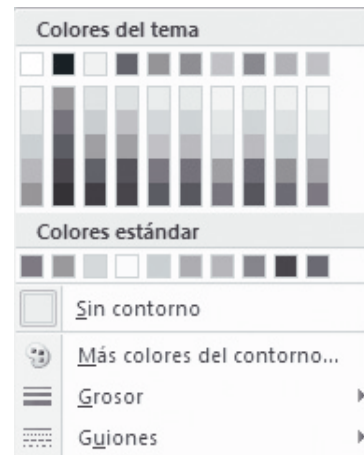 Colores del tema
Colores estándar
Sin contorno
Más colores del contorno...
Grosor
Guiones